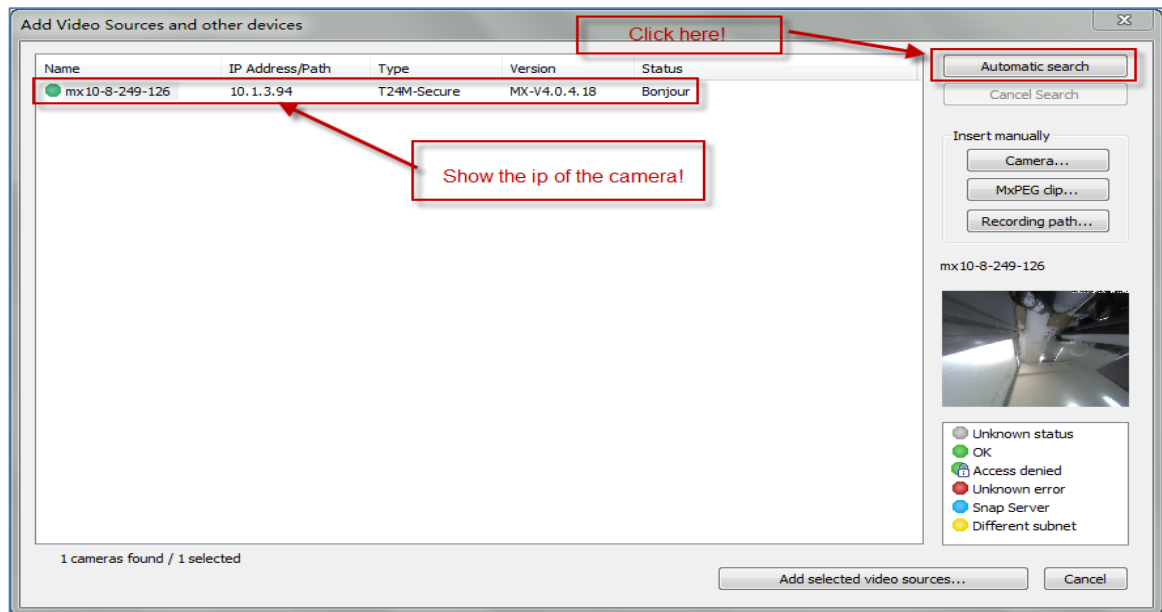 Add Video Sources and other devices
Click here!
Name IP Address/Path Type Version Status
Automatic search
mx10-8-249-126 10.1.3.94 T24M-Secure MX-V4.0.4.18 Bonjour
Cancel Search
Insert manually
Camera...
Show the ip of the camera!
MxPEG clip...
Recording path...
mx10-8-249-126
Unknown status
OK
Access denied
Unknown error
Snap Server
Different subnet
1 cameras found / 1 selected
Add selected video sources... Cancel